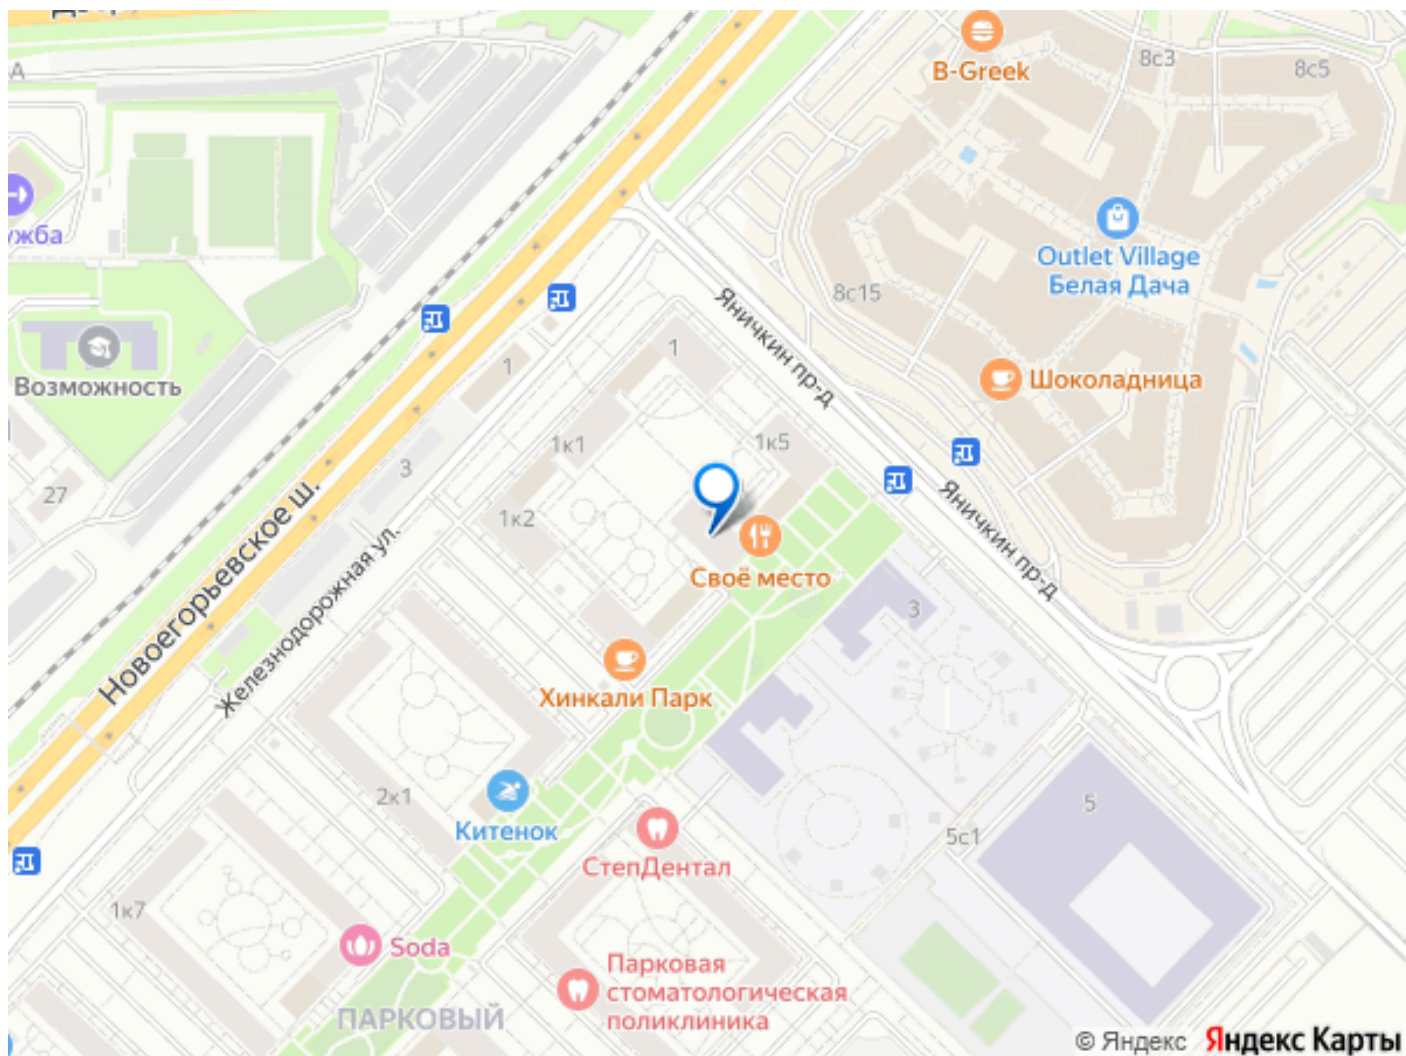 B-Greek
8с3
8с5
Outlet Village
Белая Дача
8с15
Яничкин пр-д
1
1
Возможность
Шоколадница
1к1
1к5
3
27
1к2
Яничкин пр-д
Новоегорьевское ш.
Железнодорожная ул.
Своё место
3
Хинкали Парк
2к1
Китенок
5
5с1
СтепДентал
1к7
Soda
Парковая
стоматологическая
поликлиника
ПАРКОВЫЙ
© Яндекс Яндекс Карты